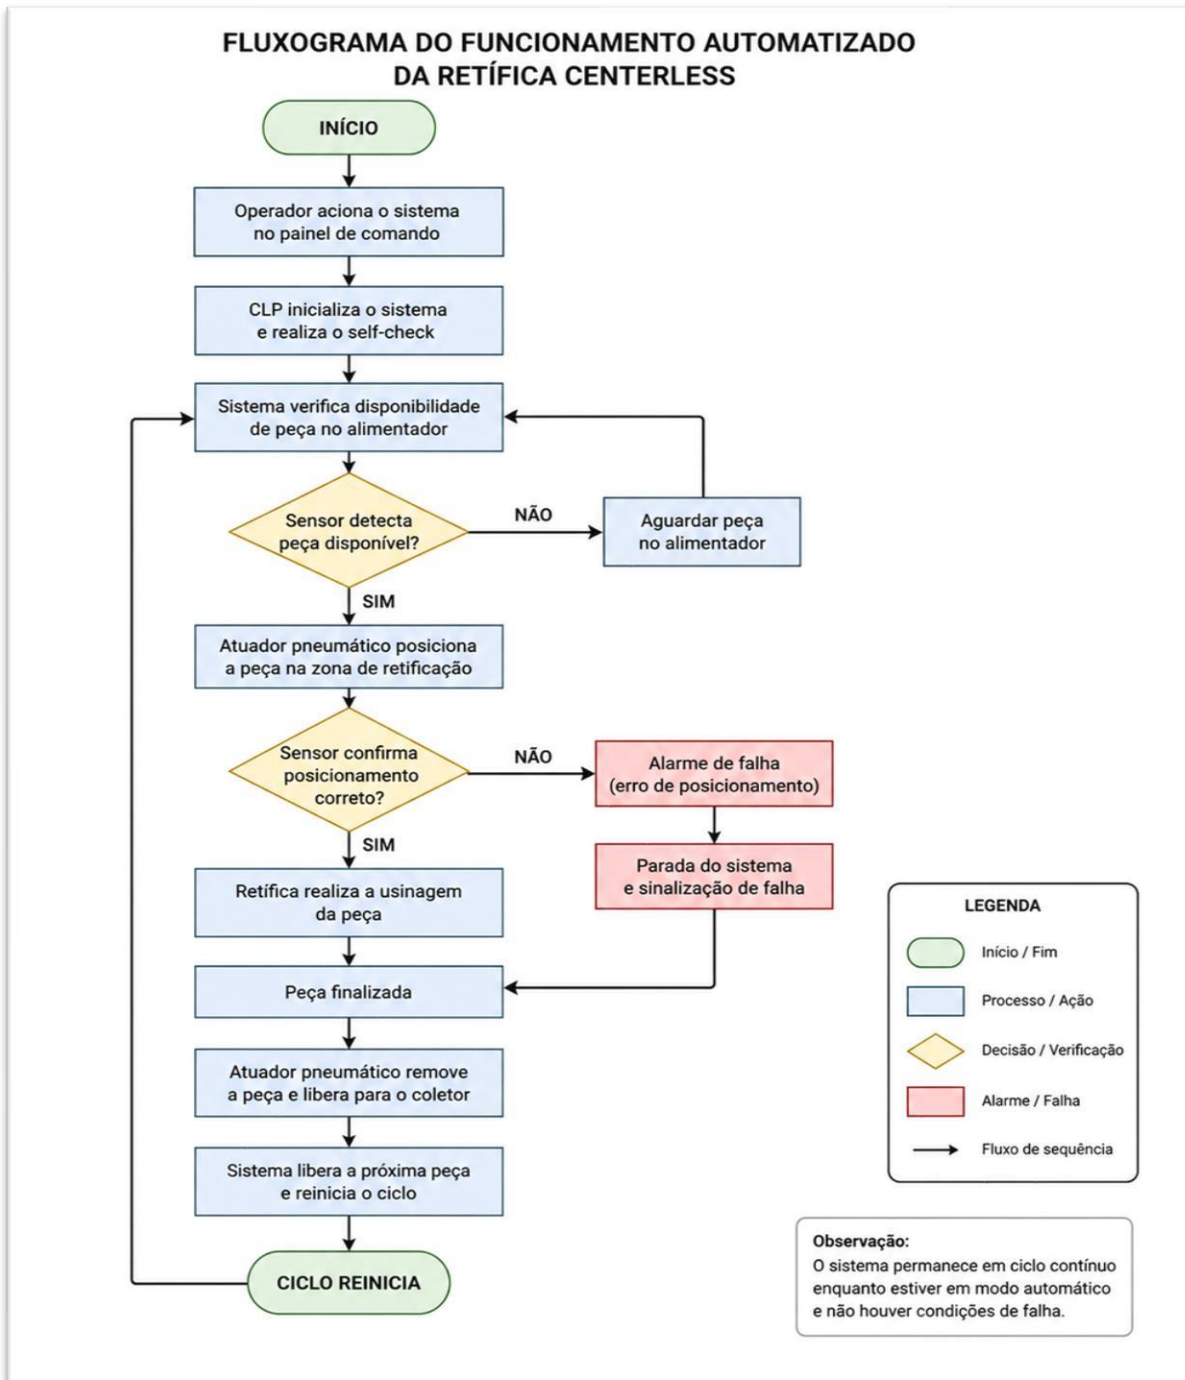 FLUXOGRAMA DO FUNCIONAMENTO AUTOMATIZADO
DA RETÍFICA CENTERLESS
INÍCIO
Operador aciona o sistema
no painel de comando
CLP inicializa o sistema
e realiza o self-check
Sistema verifica disponibilidade
de peça no alimentador
Sensor detecta
peça disponível?
NÃO
Aguardar peça
no alimentador
SIM
Atuador pneumático posiciona
a peça na zona de retificação
Sensor confirma
posicionamento
correto?
NÃO
Alarme de falha
(erro de posicionamento)
Parada do sistema
e sinalização de falha
SIM
Retífica realiza a usinagem
da peça
Peça finalizada
Atuador pneumático remove
a peça e libera para o coletor
Sistema libera a próxima peça
e reinicia o ciclo
CICLO REINICIA
LEGENDA
Início / Fim
Processo / Ação
Decisão / Verificação
Alarme / Falha
Fluxo de sequência
Observação:
O sistema permanece em ciclo contínuo
enquanto estiver em modo automático
e não houver condições de falha.